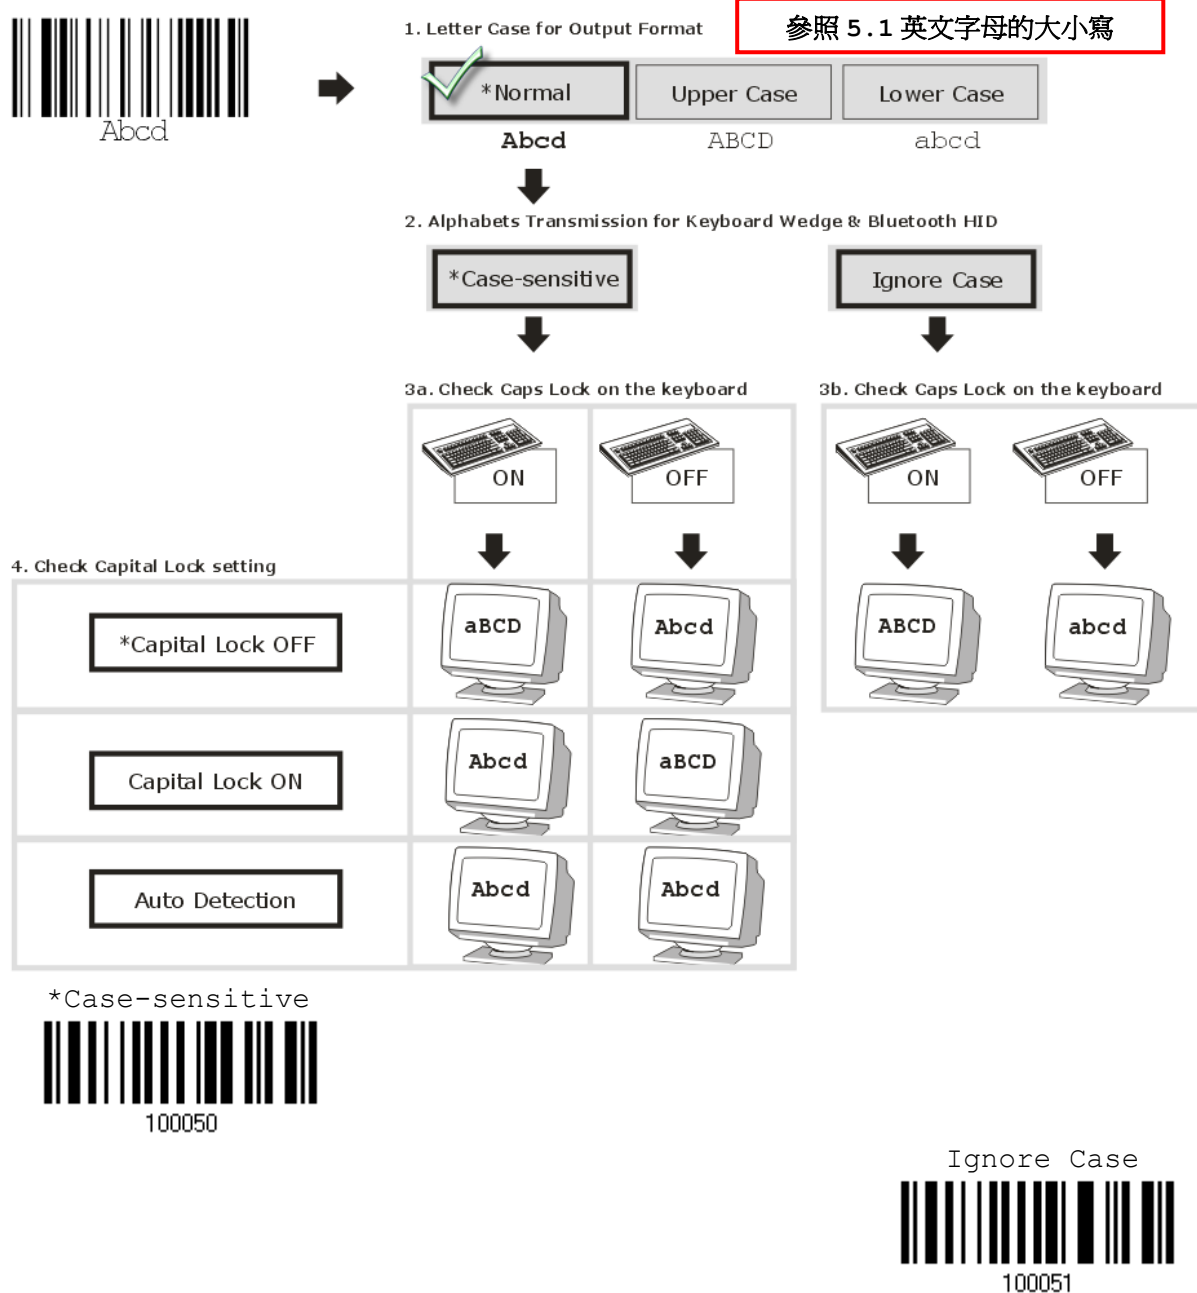 1. Letter Case for Output Format
參照 5.1 英文字母的大小寫
*Normal
Upper Case
Lower Case
Abcd
Abcd
ABCD
abcd
2. Alphabets Transmission for Keyboard Wedge & Bluetooth HID
*Case-sensitive
Ignore Case
3a. Check Caps Lock on the keyboard
3b. Check Caps Lock on the keyboard
ON
OFF
ON
OFF
4. Check Capital Lock setting
*Capital Lock OFF
aBCD
Abcd
ABCD
abcd
Capital Lock ON
Abcd
aBCD
Auto Detection
Abcd
Abcd
*Case-sensitive
100050
Ignore Case
100051